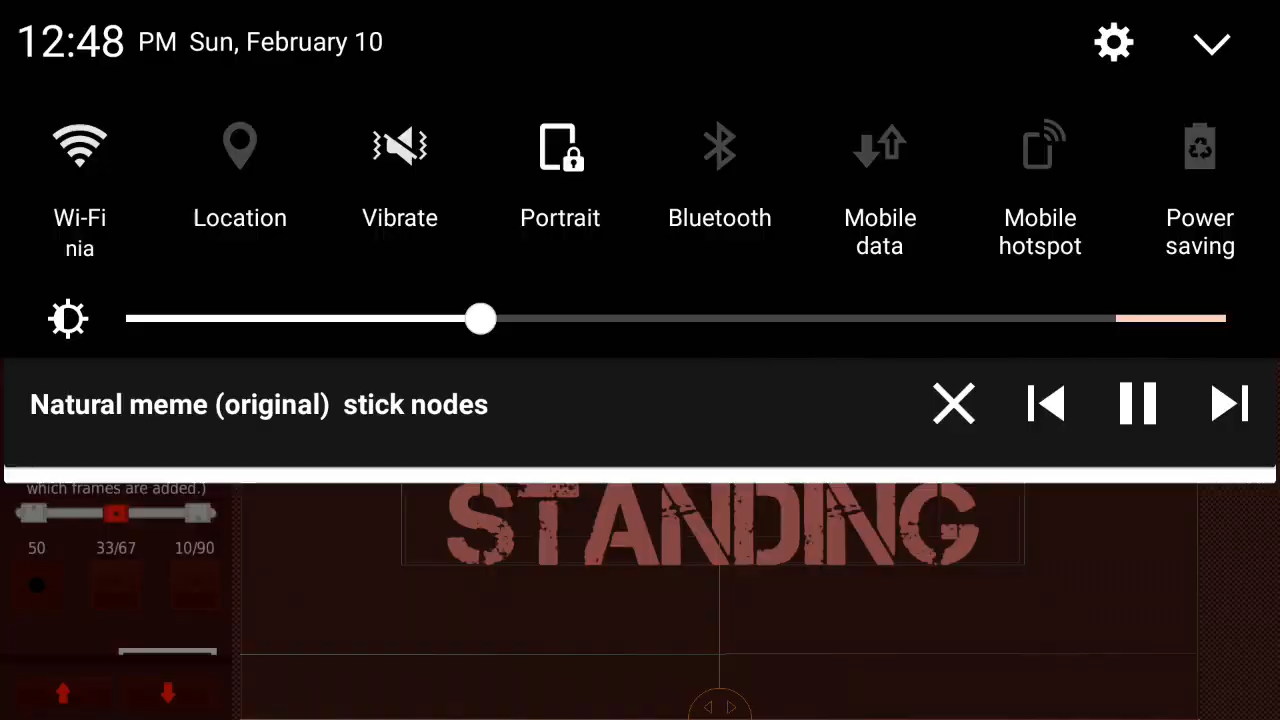 12:48 PM Sun, February 10
Wi-Fi
nia
Location
Vibrate
Portrait
Bluetooth
Mobile
data
Mobile
hotspot
Power
saving
Natural meme (original)  stick nodes
which frames are added.)
STANDING
50 33/67 10/90